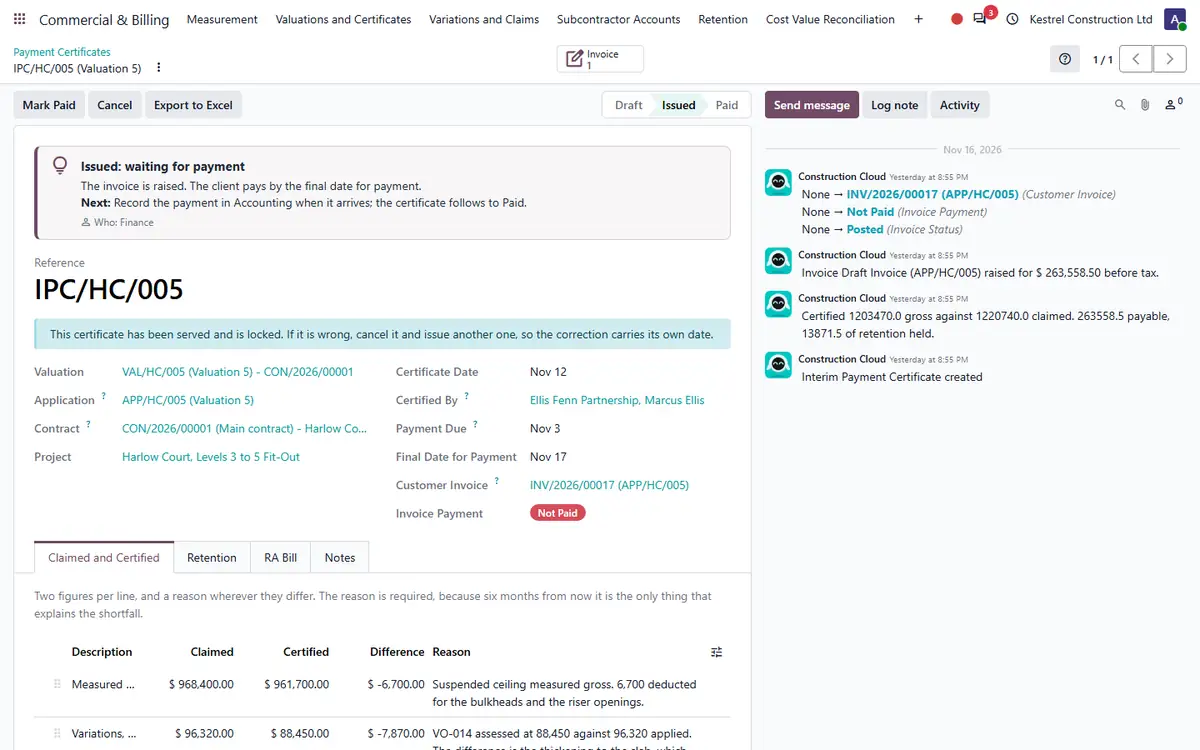 Commercial & Billing Measurement Valuations and Certificates Variations and Claims Subcontractor Accounts Retention Cost Value Reconciliation + 3 Kestrel Construction Ltd A
Payment Certificates
IPC/HC/005 (Valuation 5)
Invoice
1
1 / 1
Mark Paid Cancel Export to Excel
Draft Issued Paid
Send message Log note Activity
0
Issued: waiting for payment
The invoice is raised. The client pays by the final date for payment.
Next: Record the payment in Accounting when it arrives; the certificate follows to Paid.
Who: Finance
Reference
IPC/HC/005
This certificate has been served and is locked. If it is wrong, cancel it and issue another one, so the correction carries its own date.
Valuation VAL/HC/005 (Valuation 5) - CON/2026/00001
Application ? APP/HC/005 (Valuation 5)
Contract ? CON/2026/00001 (Main contract) - Harlow Co...
Project Harlow Court, Levels 3 to 5 Fit-Out
Certificate Date Nov 12
Certified By ? Ellis Fenn Partnership, Marcus Ellis
Payment Due ? Nov 3
Final Date for Payment Nov 17
Customer Invoice ? INV/2026/00017 (APP/HC/005)
Invoice Payment Not Paid
Claimed and Certified Retention RA Bill Notes
Two figures per line, and a reason wherever they differ. The reason is required, because six months from now it is the only thing that
explains the shortfall.
Description Claimed Certified Difference Reason
Measured ... $ 968,400.00 $ 961,700.00 $ -6,700.00 Suspended ceiling measured gross. 6,700 deducted
for the bulkheads and the riser openings.
Variations, ... $ 96,320.00 $ 88,450.00 $ -7,870.00 VO-014 assessed at 88,450 against 96,320 applied.
The difference is the thickening to the slab, which
Nov 16, 2026
Construction Cloud Yesterday at 8:55 PM
None → INV/2026/00017 (APP/HC/005) (Customer Invoice)
None → Not Paid (Invoice Payment)
None → Posted (Invoice Status)
Construction Cloud Yesterday at 8:55 PM
Invoice Draft Invoice (APP/HC/005) raised for $ 263,558.50 before tax.
Construction Cloud Yesterday at 8:55 PM
Certified 1203470.0 gross against 1220740.0 claimed. 263558.5 payable,
13871.5 of retention held.
Construction Cloud Yesterday at 8:55 PM
Interim Payment Certificate created